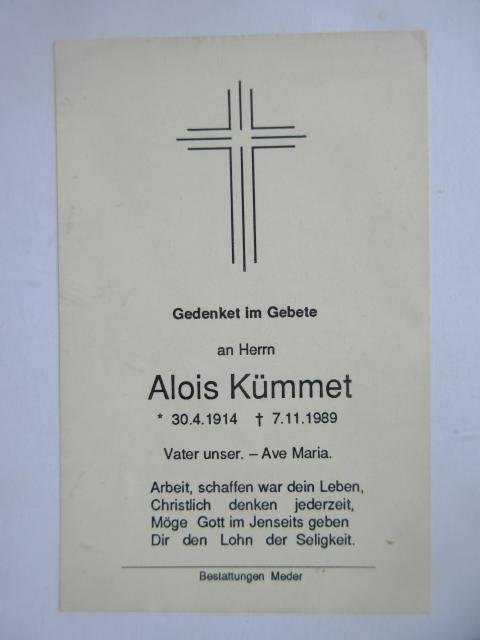 Gedenket im Gebete
an Herrn
Alois Kümmet
* 30.4.1914 † 7.11.1989
Vater unser. – Ave Maria.
Arbeit, schaffen war dein Leben,
Christlich denken jederzeit,
Möge Gott im Jenseits geben
Dir den Lohn der Seligkeit.
Bestattungen Meder